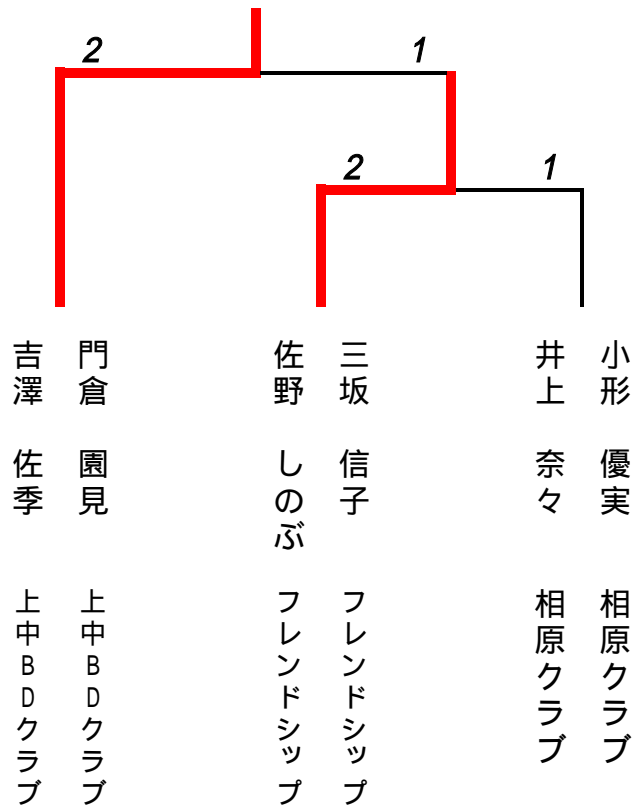 2
1
2
1
門倉 園見 上中BDクラブ
吉澤 佐季 上中BDクラブ
三坂 信子 フレンドシップ
佐野 しのぶ フレンドシップ
小形 優実 相原クラブ
井上 奈々 相原クラブ